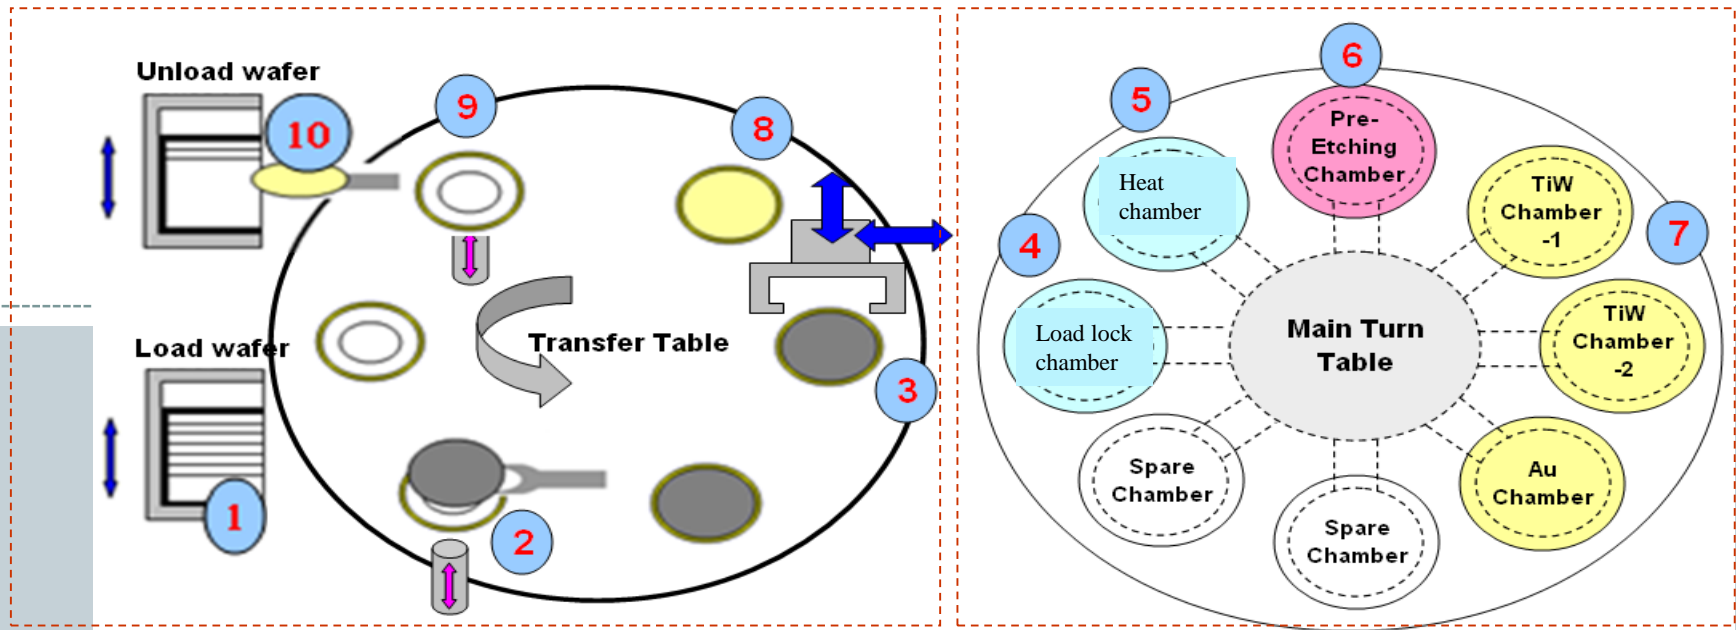 Unload wafer
10
9
8
Load wafer
1
Transfer Table
3
2
6
5
Pre-
Etching
Chamber
Heat
chamber
TiW
Chamber
-1
4
7
Load lock
chamber
Main Turn
Table
TiW
Chamber
-2
Spare
Chamber
Au
Chamber
Spare
Chamber